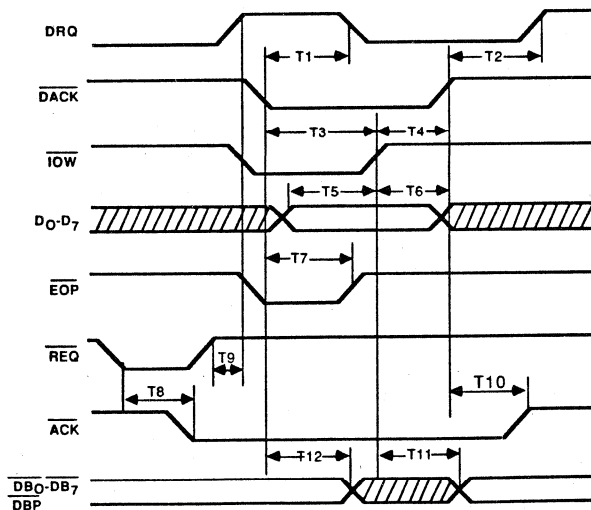 DRQ
T1
T2
DACK
T3
T4
IOW
T5
T6
D0-D7
T7
EOP
REQ
T9
T8
T10
ACK
T12
T11
DB0-DB7
DBP